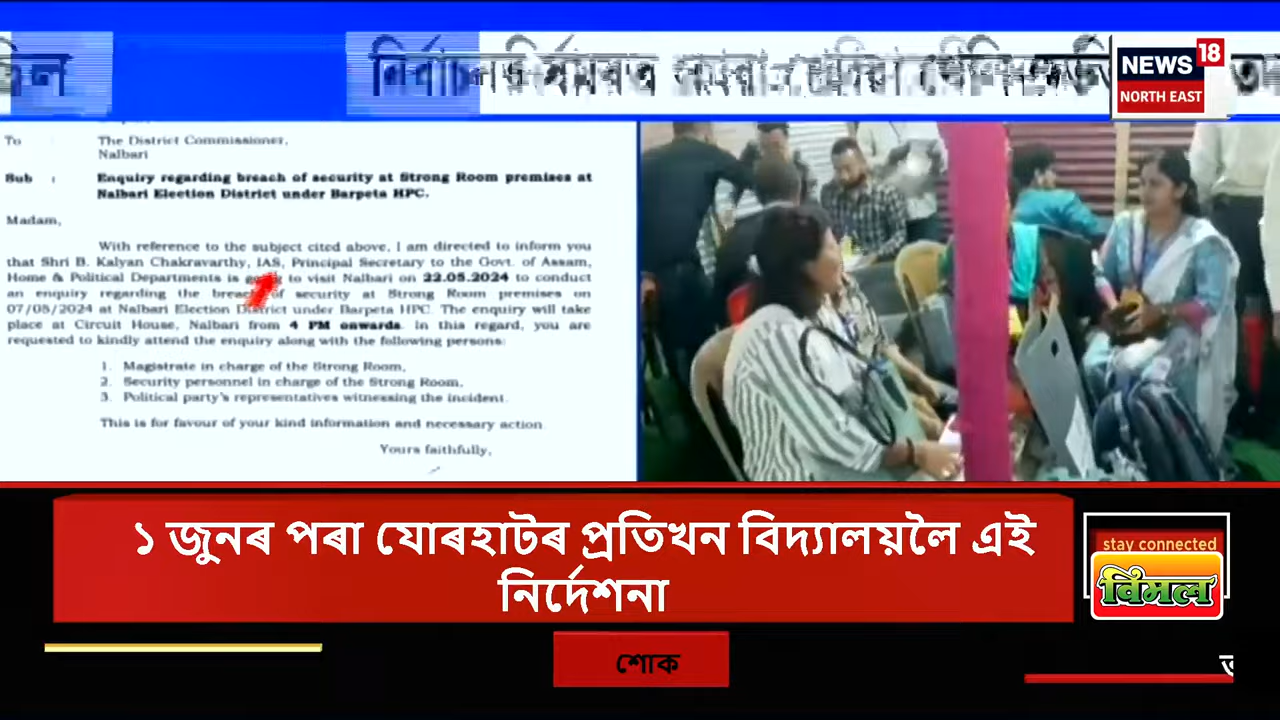 NEWS 18
NORTH EAST
To
The District Commissioner,
Nalbari
Sub : Enquiry regarding breach of security at Strong Room premises at
Nalbari Election District under Barpeta HPC.
Madam,
With reference to the subject cited above, I am directed to inform you
that Shri B. Kalyan Chakravarthy, IAS, Principal Secretary to the Govt. of Assam,
Home & Political Departments is to visit Nalbari on 22.05.2024 to conduct
an enquiry regarding the breach of security at Strong Room premises on
07/05/2024 at Nalbari Election District under Barpeta HPC. The enquiry will take
place at Circuit House, Nalbari from 4 PM onwards. In this regard, you are
requested to kindly attend the enquiry along with the following persons:
1. Magistrate in charge of the Strong Room,
2. Security personnel in charge of the Strong Room,
3. Political party's representatives witnessing the incident.
This is for favour of your kind information and necessary action.
Yours faithfully,
১ জুনৰ পৰা যোৰহাটৰ প্ৰতিখন বিদ্যালয়লৈ এই
নিৰ্দেশনা
stay connected
विमल
শোক